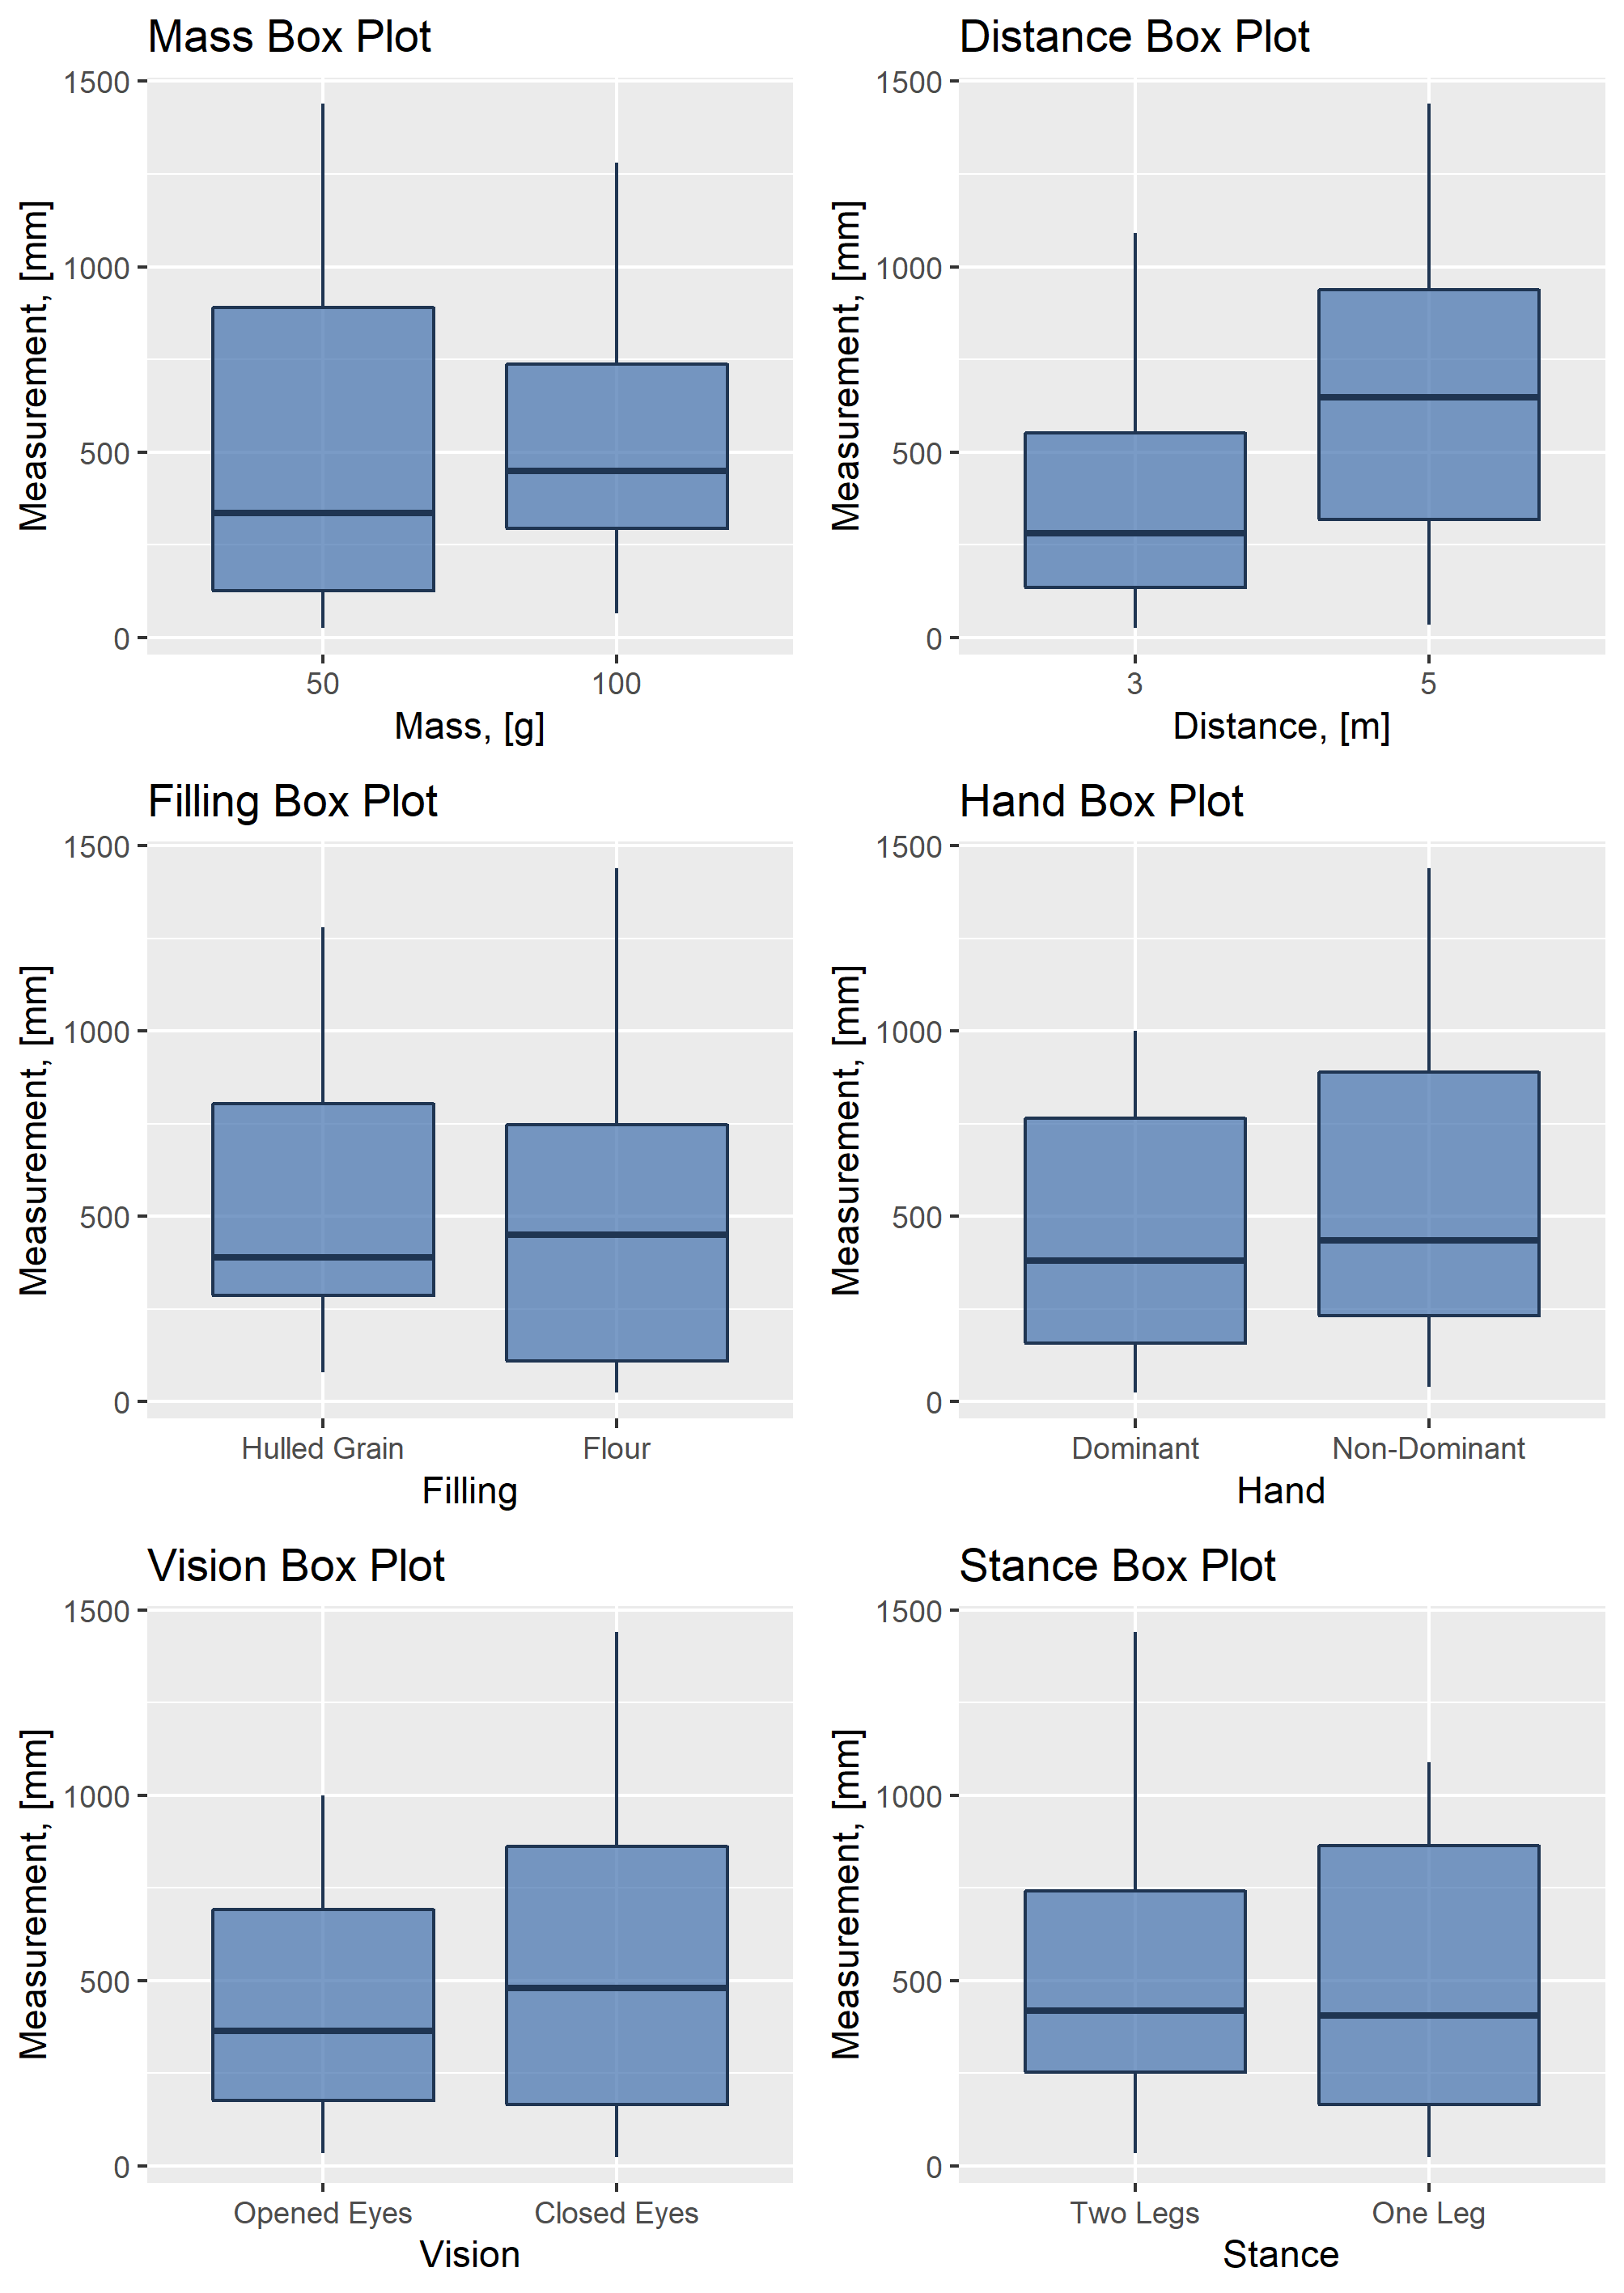 Mass Box Plot
1500
1000
500
0
Measurement, [mm]
50 100
Mass, [g]
Distance Box Plot
1500
1000
500
0
Measurement, [mm]
3 5
Distance, [m]
Filling Box Plot
1500
1000
500
0
Measurement, [mm]
Hulled Grain Flour
Filling
Hand Box Plot
1500
1000
500
0
Measurement, [mm]
Dominant Non-Dominant
Hand
Vision Box Plot
1500
1000
500
0
Measurement, [mm]
Opened Eyes Closed Eyes
Vision
Stance Box Plot
1500
1000
500
0
Measurement, [mm]
Two Legs One Leg
Stance